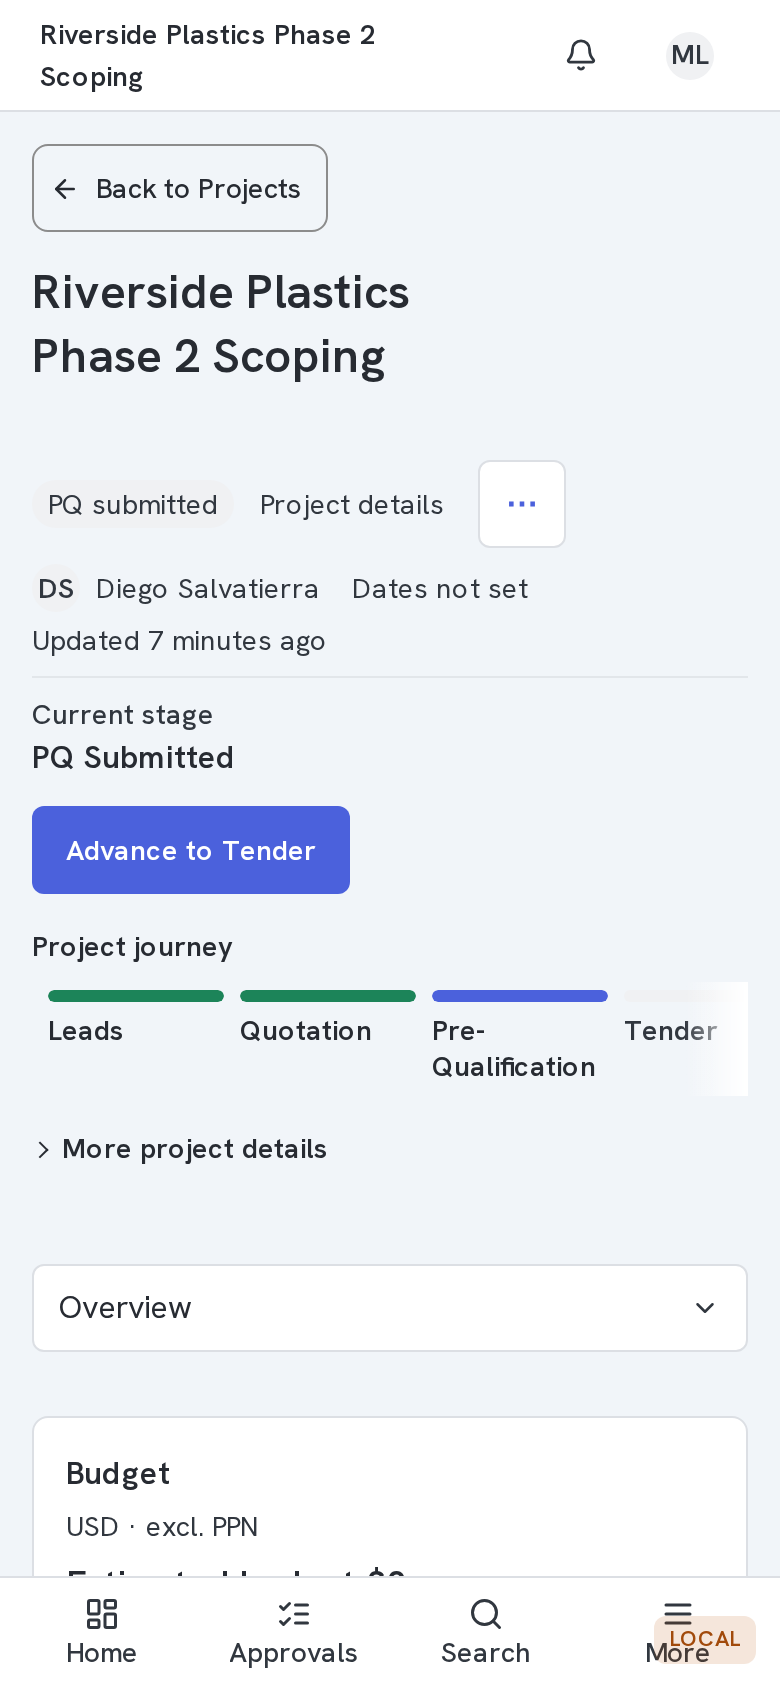 Riverside Plastics Phase 2
Scoping
ML
Back to Projects
Riverside Plastics
Phase 2 Scoping
PQ submitted
Project details
...
DS Diego Salvatierra
Dates not set
Updated 7 minutes ago
Current stage
PQ Submitted
Advance to Tender
Project journey
Leads
Quotation
Pre-
Qualification
Tender
More project details
Overview
Budget
USD · excl. PPN
Home
Approvals
Search
More
LOCAL